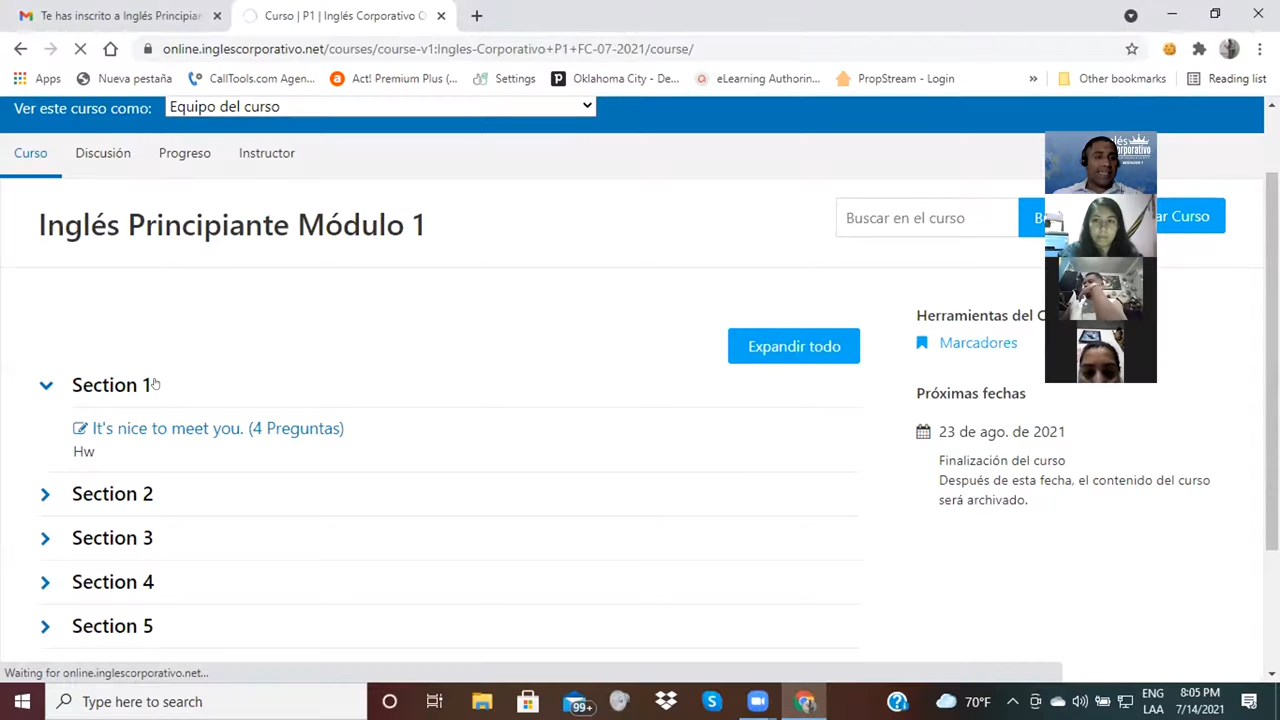 Te has inscrito a Inglés Principian
Curso | P1 | Inglés Corporativo O
online.inglescorporativo.net/courses/course-v1:Ingles-Corporativo+P1+FC-07-2021/course/
Apps
Nueva pestaña
CallTools.com Agen...
Act! Premium Plus (...
Settings
Oklahoma City - De...
eLearning Authorin...
PropStream - Login
»
Other bookmarks
Reading list
Ver este curso como:
Equipo del curso
Curso
Discusión
Progreso
Instructor
Inglés Principiante Módulo 1
Buscar en el curso
B
ar Curso
Expandir todo
Herramientas del C
Marcadores
Próximas fechas
23 de ago. de 2021
Finalización del curso
Después de esta fecha, el contenido del curso
será archivado.
Section 1
It's nice to meet you. (4 Preguntas)
Hw
Section 2
Section 3
Section 4
Section 5
Waiting for online.inglescorporativo.net...
Type here to search
99+
70°F
ENG
LAA
8:05 PM
7/14/2021